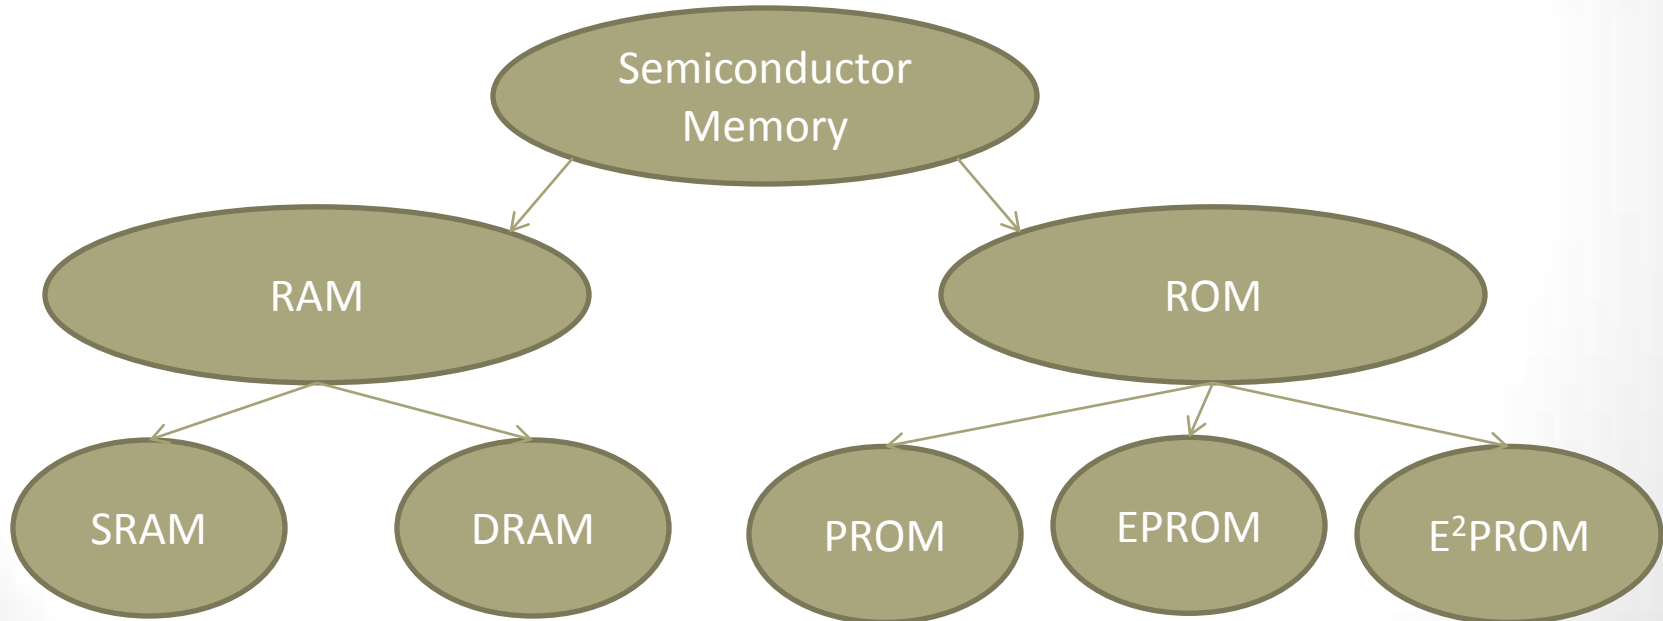 Semiconductor
Memory
RAM
ROM
SRAM
DRAM
PROM
EPROM
E²PROM